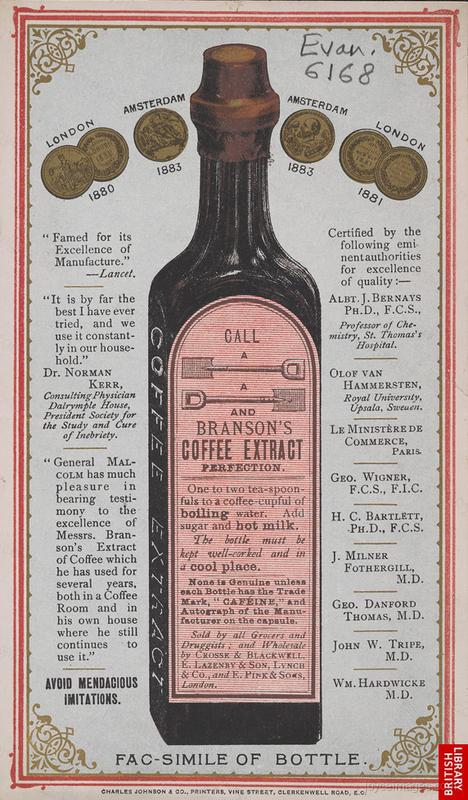 Evan.
6168
LONDON
1880
AMSTERDAM
1883
AMSTERDAM
1883
LONDON
1881
"Famed for its
Excellence of
Manufacture."
—Lancet.
"It is by far the
best I have ever
tried, and we
use it constant-
ly in our house-
hold."
Dr. NORMAN
KERR,
Consulting Physician
Dalrymple House,
President Society for
the Study and Cure
of Inebriety.
"General MAL-
COLM has much
pleasure in
bearing testi-
mony to the
excellence of
Messrs. Bran-
son's Extract
of Coffee which
he has used for
several years,
both in a Coffee
Room and in
his own house
where he still
continues to
use it."
AVOID MENDACIOUS
IMITATIONS.
COFFEE EXTRACT
CALL
A
A
AND
BRANSON'S
COFFEE EXTRACT
PERFECTION.
One to two tea-spoon-
fuls to a coffee-cupful of
boiling water. Add
sugar and hot milk.
The bottle must be
kept well-corked and in
a cool place.
None is Genuine unless
each Bottle has the Trade
Mark, "CAFÉINE," and
Autograph of the Manu-
facturer on the capsule.
Sold by all Grocers and
Druggists; and Wholesale
by CROSSE & BLACKWELL,
E. LAZENBY & SON, LYNCH
& CO., and E. PINK & SONS,
London.
Certified by the
following emi-
nent authorities
for excellence
of quality:—
ALBT. J. BERNAYS
PH.D., F.C.S.,
Professor of Che-
mistry, St. Thomas's
Hospital.
OLOF VAN
HAMMERSTEN,
Royal University,
Upsala, Sweden.
LE MINISTÈRE DE
COMMERCE,
PARIS.
GEO. WIGNER,
F.C.S., F.I.C.
H. C. BARTLETT,
PH.D., F.C.S.
J. MILNER
FOTHERGILL,
M.D.
GEO. DANFORD
THOMAS, M.D.
JOHN W. TRIPE,
M.D.
WM. HARDWICKE
M.D.
FAC-SIMILE OF BOTTLE.
CHARLES JOHNSON & CO., PRINTERS, VINE STREET, CLERKENWELL ROAD, E.C.
BRITISH
LIBRARY